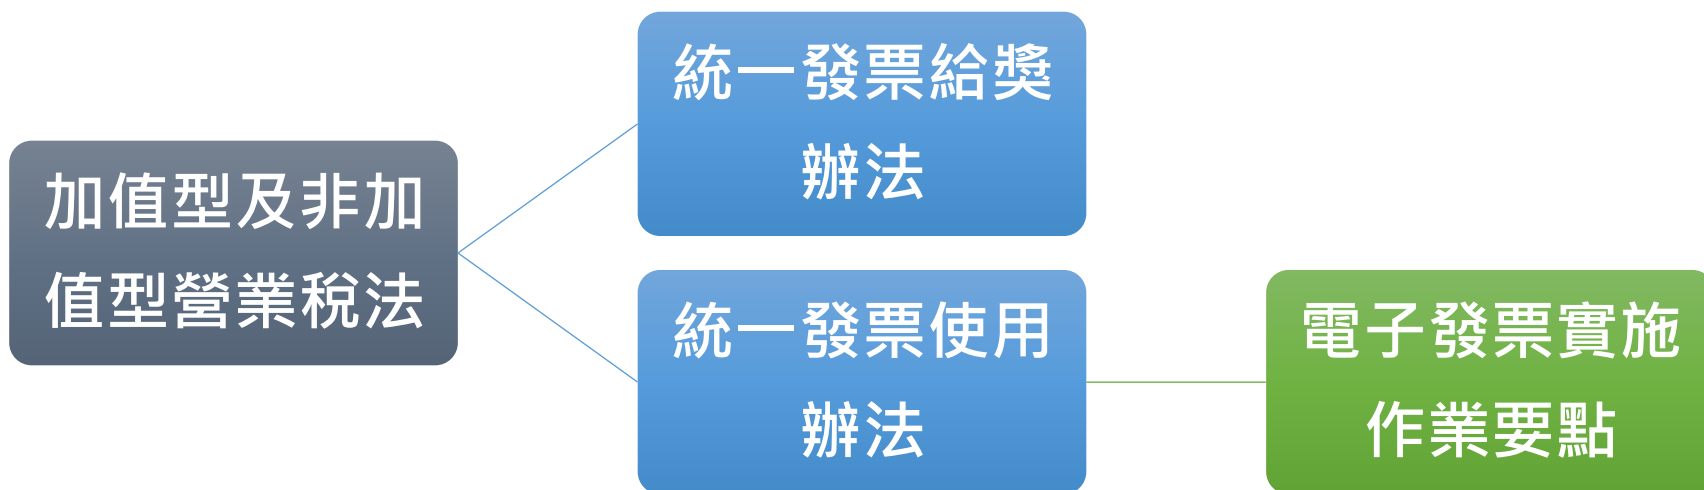 加值型及非加
值型營業稅法
統一發票給獎
辦法
統一發票使用
辦法
電子發票實施
作業要點